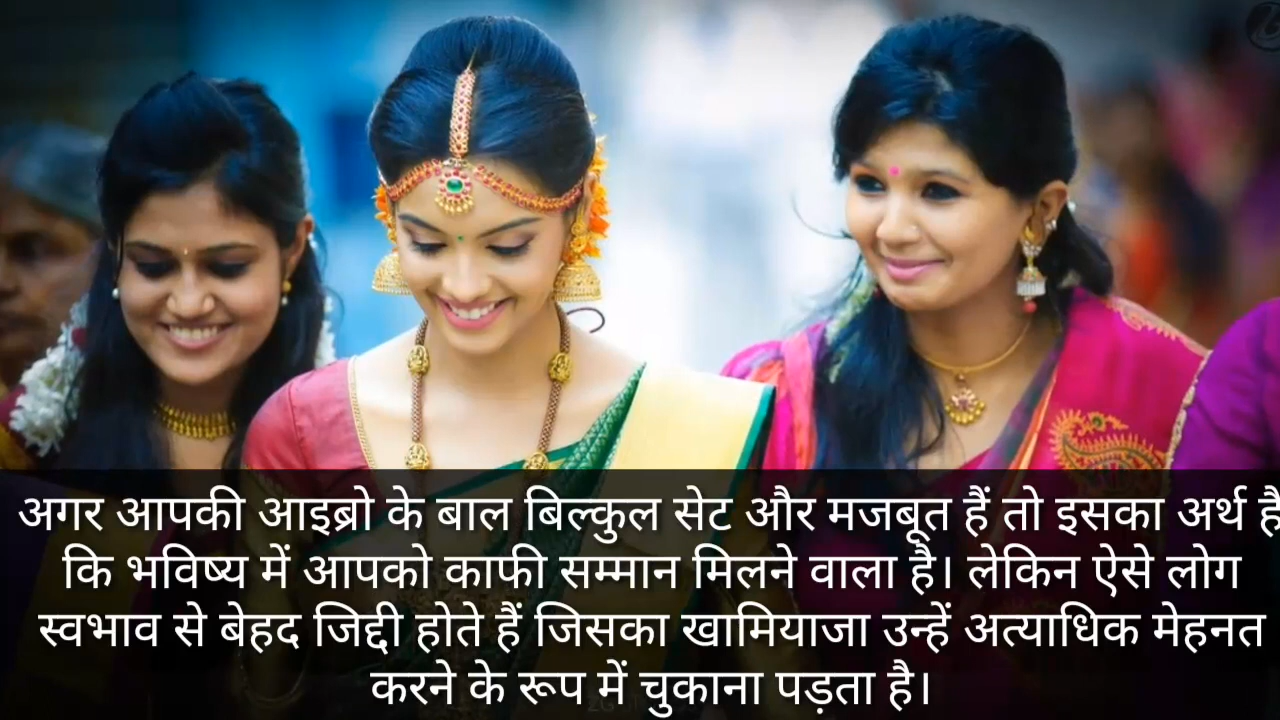 अगर आपकी आइब्रो के बाल बिल्कुल सेट और मजबूत हैं तो इसका अर्थ है
कि भविष्य में आपको काफी सम्मान मिलने वाला है। लेकिन ऐसे लोग
स्वभाव से बेहद जिद्दी होते हैं जिसका खामियाजा उन्हें अत्याधिक मेहनत
करने के रूप में चुकाना पड़ता है।